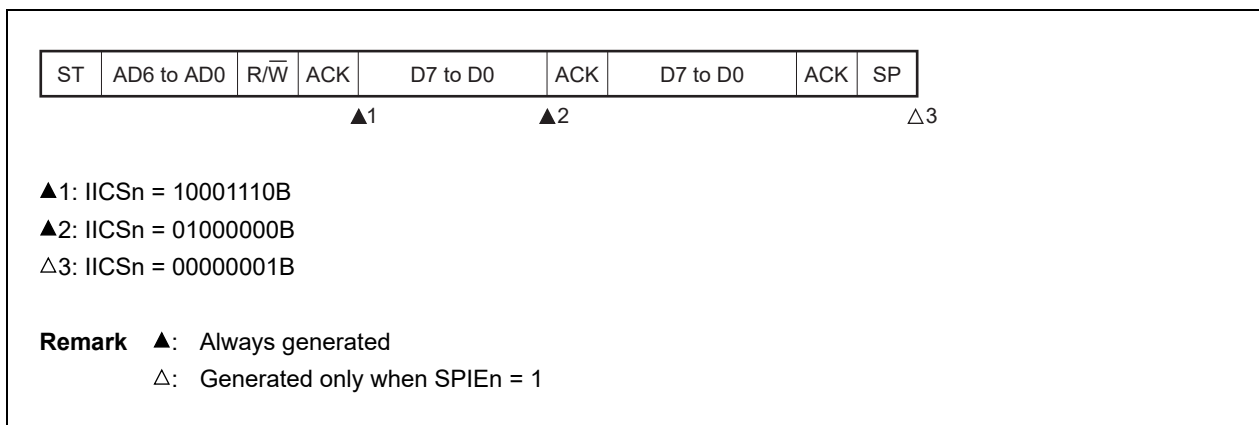 ST AD6 to AD0 R/W̅ ACK D7 to D0 ACK D7 to D0 ACK SP
▲1 ▲2 △3
▲1: IICSn = 10001110B
▲2: IICSn = 01000000B
△3: IICSn = 00000001B
Remark ▲: Always generated
△: Generated only when SPIEn = 1